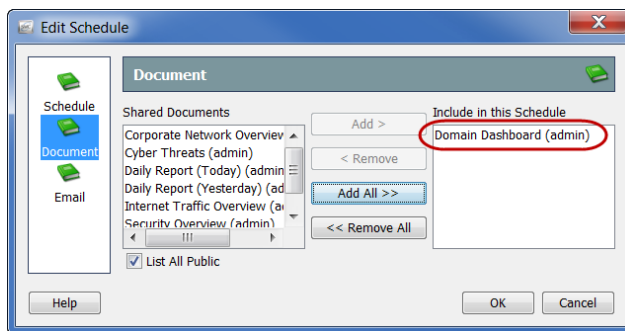 Edit Schedule
Document
Schedule
Document
Email
Shared Documents
Corporate Network Overview
Cyber Threats (admin)
Daily Report (Today) (admin
Daily Report (Yesterday) (ad
Internet Traffic Overview (a
Security Overview (admin)
List All Public
Add >
< Remove
Add All >>
<< Remove All
Include in this Schedule
Domain Dashboard (admin)
Help
OK
Cancel